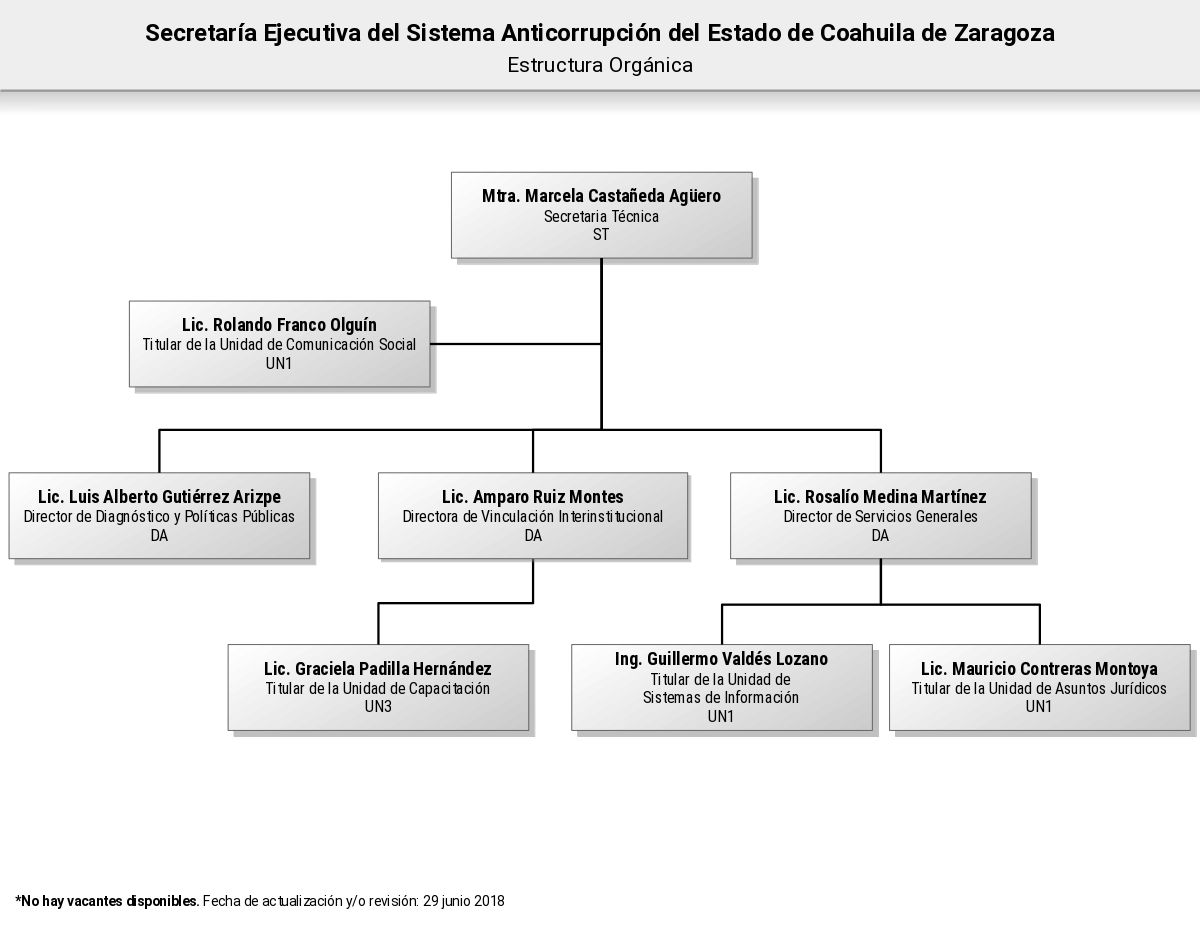 Secretaría Ejecutiva del Sistema Anticorrupción del Estado de Coahuila de Zaragoza
Estructura Orgánica
Mtra. Marcela Castañeda Agüero
Secretaria Técnica
ST
Lic. Rolando Franco Olguín
Titular de la Unidad de Comunicación Social
UN1
Lic. Luis Alberto Gutiérrez Arizpe
Director de Diagnóstico y Políticas Públicas
DA
Lic. Amparo Ruiz Montes
Directora de Vinculación Interinstitucional
DA
Lic. Rosalío Medina Martínez
Director de Servicios Generales
DA
Lic. Graciela Padilla Hernández
Titular de la Unidad de Capacitación
UN3
Ing. Guillermo Valdés Lozano
Titular de la Unidad de
Sistemas de Información
UN1
Lic. Mauricio Contreras Montoya
Titular de la Unidad de Asuntos Jurídicos
UN1
*No hay vacantes disponibles. Fecha de actualización y/o revisión: 29 junio 2018